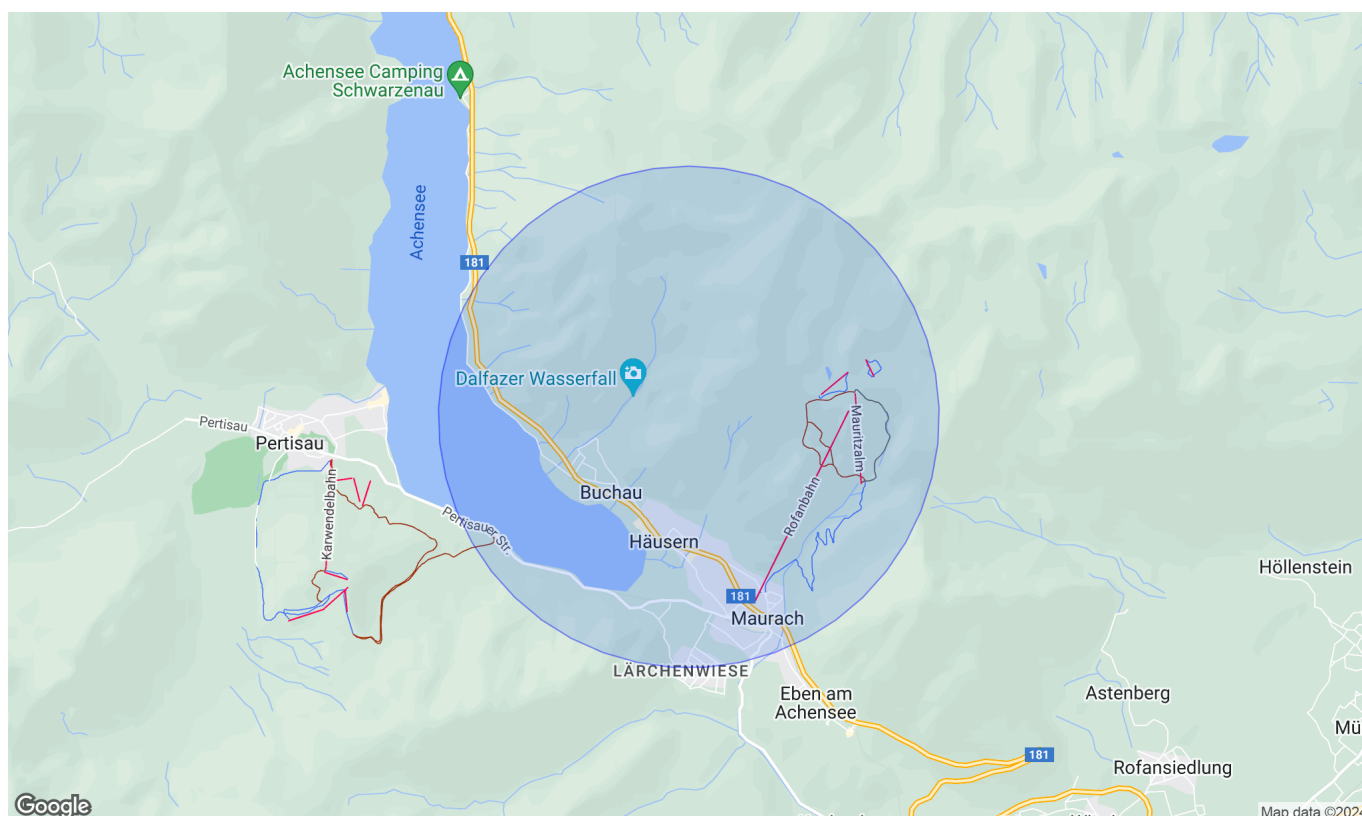 Achensee Camping
Schwarzenau
Achensee
181
Dalfazer Wasserfall
Pertisau
Pertisau
Karwendelbahn
Pertisauer Str.
Buchau
Häusern
Mauritzalm
Rofanbahn
181
Maurach
LÄRCHENWIESE
Eben am
Achensee
Höllenstein
Astenberg
Mü
181
Rofansiedlung
Google
Map data ©2024